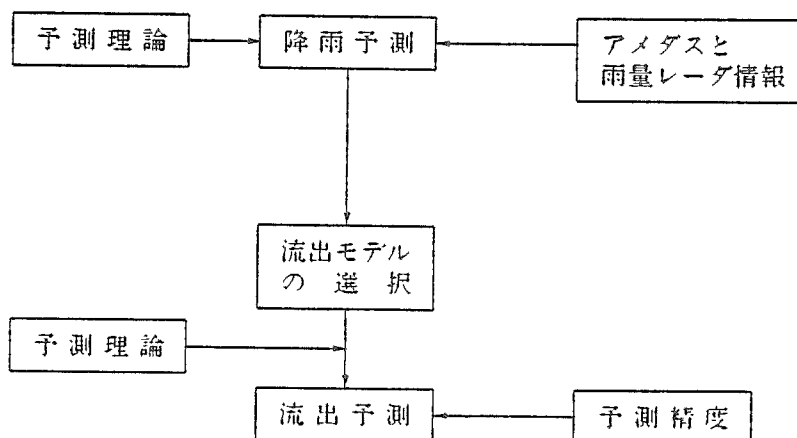 予測理論
降雨予測
アメダスと
雨量レーダ情報
流出モデル
の選択
予測理論
流出予測
予測精度